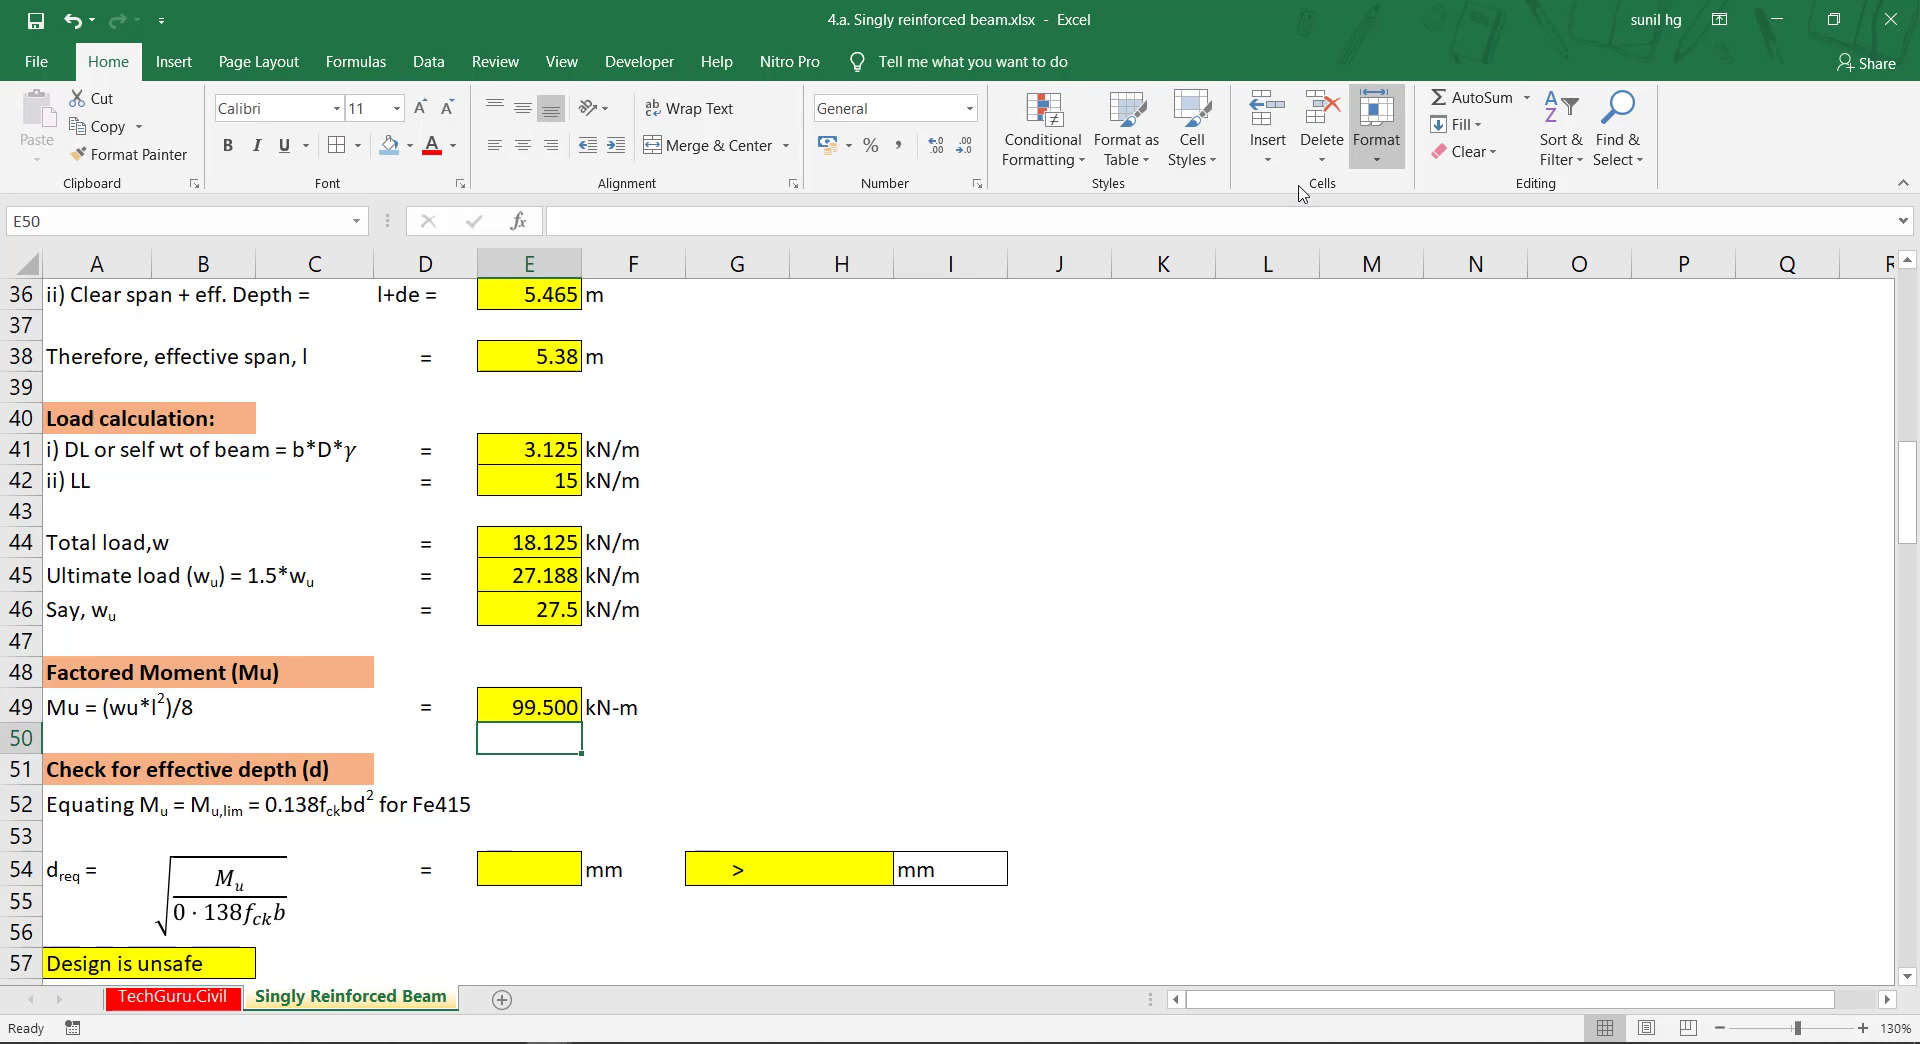 4.a. Singly reinforced beam.xlsx - Excel
sunil hg
File Home Insert Page Layout Formulas Data Review View Developer Help Nitro Pro Tell me what you want to do Share
Paste Cut Copy Format Painter Clipboard
Calibri 11 B I U A Font
Wrap Text Merge & Center Alignment
General % , Number
Conditional Formatting Format as Table Cell Styles Styles
Insert Delete Format Cells
AutoSum Fill Clear Sort & Filter Find & Select Editing
E50 fx
A B C D E F G H I J K L M N O P Q R
36 ii) Clear span + eff. Depth = l+de = 5.465 m
37
38 Therefore, effective span, l = 5.38 m
39
40 Load calculation:
41 i) DL or self wt of beam = b*D*γ = 3.125 kN/m
42 ii) LL = 15 kN/m
43
44 Total load,w = 18.125 kN/m
45 Ultimate load (wu) = 1.5*wu = 27.188 kN/m
46 Say, wu = 27.5 kN/m
47
48 Factored Moment (Mu)
49 Mu = (wu*l²)/8 = 99.500 kN-m
50
51 Check for effective depth (d)
52 Equating Mu = Mu,lim = 0.138fckbd² for Fe415
53
54 dreq = √(Mu / 0·138fckb) = mm > mm
55
56
57 Design is unsafe
TechGuru.Civil Singly Reinforced Beam
Ready 130%